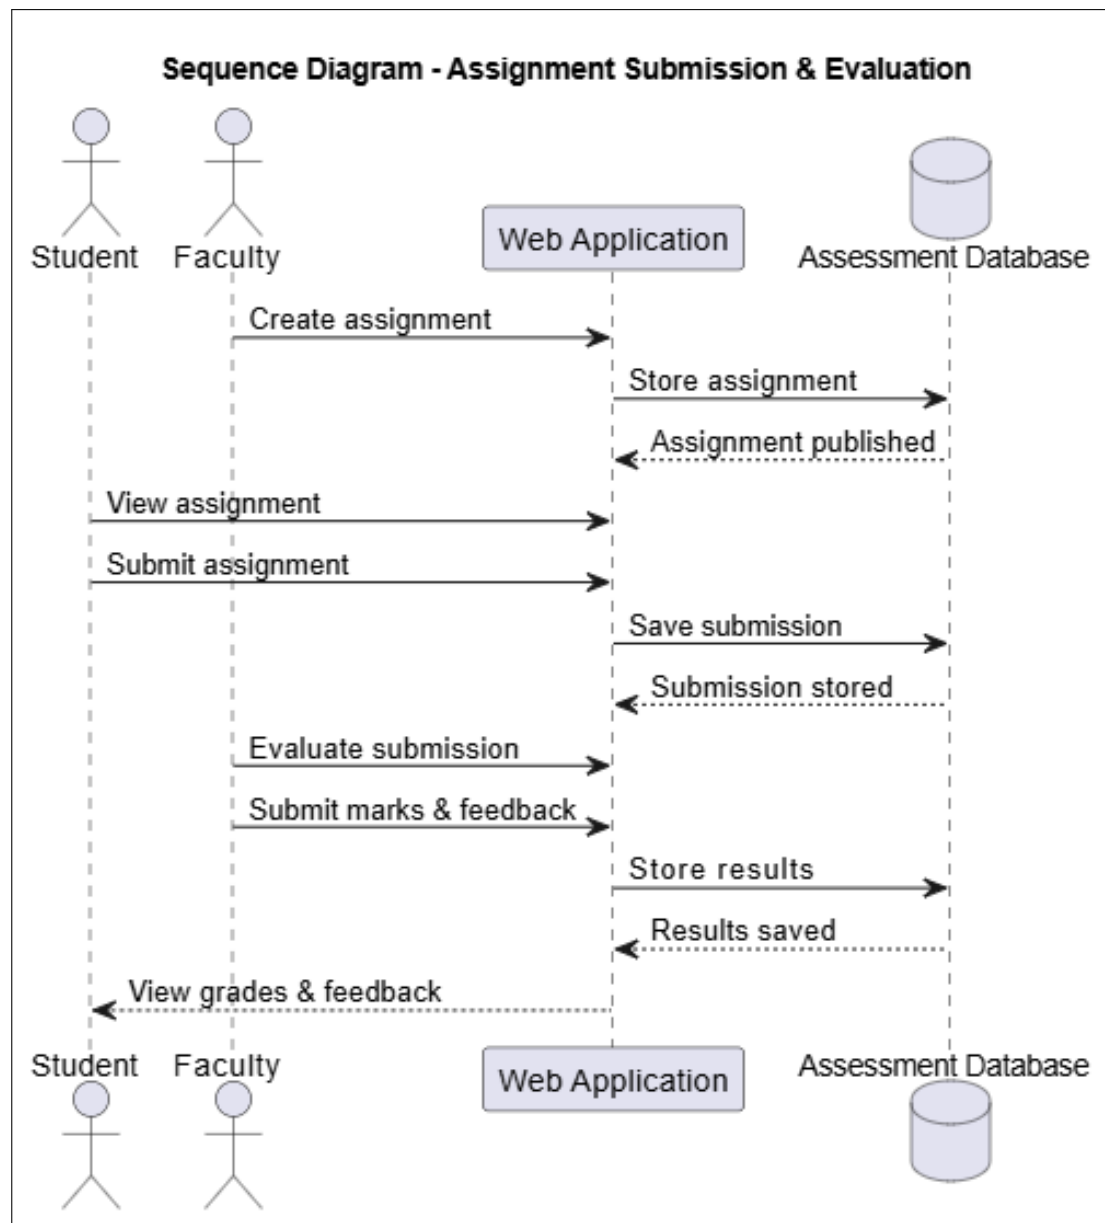 Sequence Diagram - Assignment Submission & Evaluation
Student
Faculty
Web Application
Assessment Database
Create assignment
Store assignment
Assignment published
View assignment
Submit assignment
Save submission
Submission stored
Evaluate submission
Submit marks & feedback
Store results
Results saved
View grades & feedback
Student
Faculty
Web Application
Assessment Database